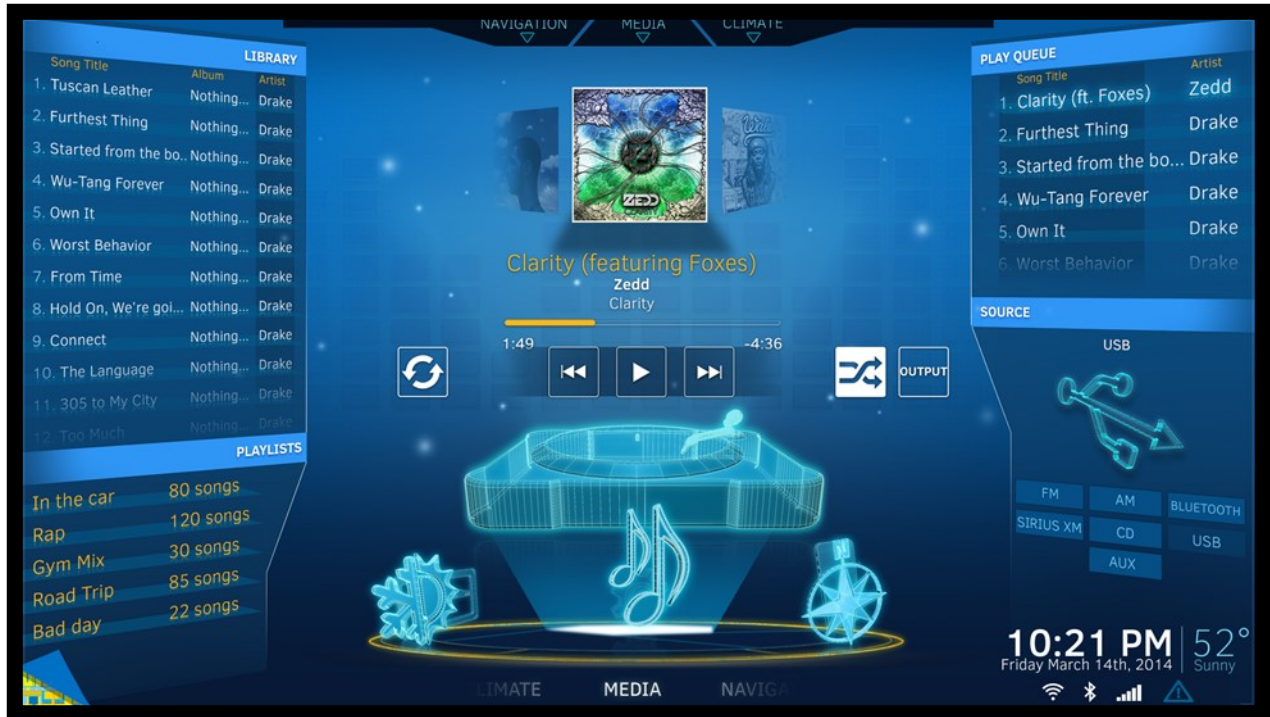 NAVIGATION MEDIA CLIMATE
LIBRARY
Song Title Album Artist
1. Tuscan Leather Nothing... Drake
2. Furthest Thing Nothing... Drake
3. Started from the bo.. Nothing... Drake
4. Wu-Tang Forever Nothing... Drake
5. Own It Nothing... Drake
6. Worst Behavior Nothing... Drake
7. From Time Nothing... Drake
8. Hold On, We're goi... Nothing... Drake
9. Connect Nothing... Drake
10. The Language Nothing... Drake
11. 305 to My City Nothing... Drake
12. Too Much Nothing... Drake
PLAYLISTS
In the car 80 songs
Rap 120 songs
Gym Mix 30 songs
Road Trip 85 songs
Bad day 22 songs
ZEDD
Clarity (featuring Foxes)
Zedd
Clarity
1:49 -4:36
OUTPUT
N
LIMATE MEDIA NAVIGA
PLAY QUEUE
Song Title Artist
1. Clarity (ft. Foxes) Zedd
2. Furthest Thing Drake
3. Started from the bo... Drake
4. Wu-Tang Forever Drake
5. Own It Drake
6 Worst Behavior Drake
SOURCE
USB
FM AM BLUETOOTH
SIRIUS XM CD USB
AUX
10:21 PM 52°
Friday March 14th, 2014 Sunny